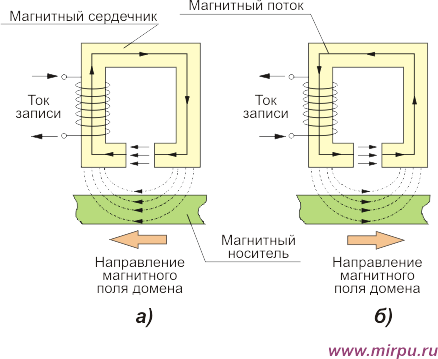 Магнитный сердечник
Магнитный поток
Ток
записи
Ток
записи
Магнитный
носитель
Направление
магнитного
поля домена
Направление
магнитного
поля домена
а)
б)
www.mirpu.ru